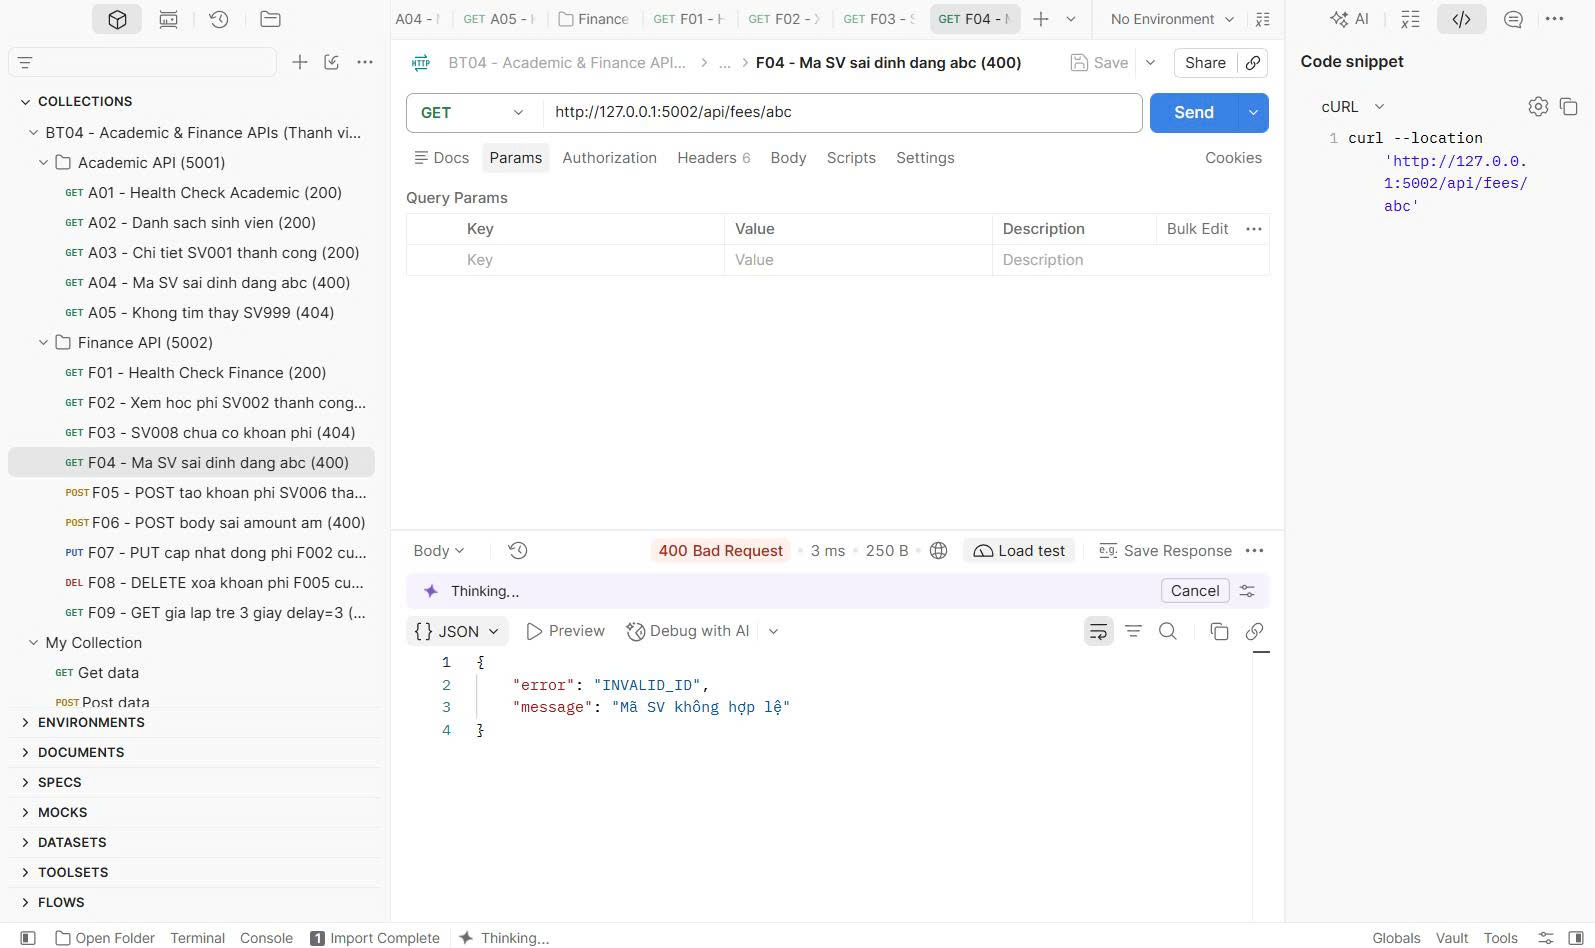 COLLECTIONS
BT04 - Academic & Finance APIs (Thanh vi...
Academic API (5001)
GET A01 - Health Check Academic (200)
GET A02 - Danh sach sinh vien (200)
GET A03 - Chi tiet SV001 thanh cong (200)
GET A04 - Ma SV sai dinh dang abc (400)
GET A05 - Khong tim thay SV999 (404)
Finance API (5002)
GET F01 - Health Check Finance (200)
GET F02 - Xem hoc phi SV002 thanh cong...
GET F03 - SV008 chua co khoan phi (404)
GET F04 - Ma SV sai dinh dang abc (400)
POST F05 - POST tao khoan phi SV006 tha...
POST F06 - POST body sai amount am (400)
PUT F07 - PUT cap nhat dong phi F002 cu...
DEL F08 - DELETE xoa khoan phi F005 cu...
GET F09 - GET gia lap tre 3 giay delay=3 (...
My Collection
GET Get data
POST Post data
ENVIRONMENTS
DOCUMENTS
SPECS
MOCKS
DATASETS
TOOLSETS
FLOWS
A04 - GET A05 - Finance GET F01 - GET F02 - GET F03 - GET F04 - No Environment
BT04 - Academic & Finance API... > ... > F04 - Ma SV sai dinh dang abc (400) Save Share
GET http://127.0.0.1:5002/api/fees/abc Send
Docs Params Authorization Headers 6 Body Scripts Settings Cookies
Query Params
Key Value Description Bulk Edit
Key Value Description
Body 400 Bad Request 3 ms 250 B Load test e.g. Save Response
Thinking... Cancel
{} JSON Preview Debug with AI
1 {
2 "error": "INVALID_ID",
3 "message": "Mã SV không hợp lệ"
4 }
AI
Code snippet
cURL
1 curl --location
'http://127.0.0.
1:5002/api/fees/
abc'
Open Folder Terminal Console 1 Import Complete Thinking... Globals Vault Tools